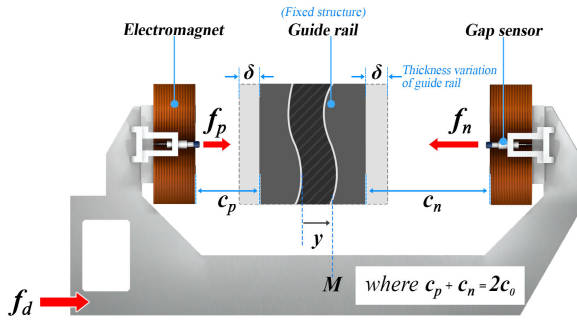 (Fixed structure)
Electromagnet
Guide rail
Gap sensor
δ
δ
Thickness variation
of guide rail
fp
fn
cp
cn
y
M
where cp + cn = 2c0
fd